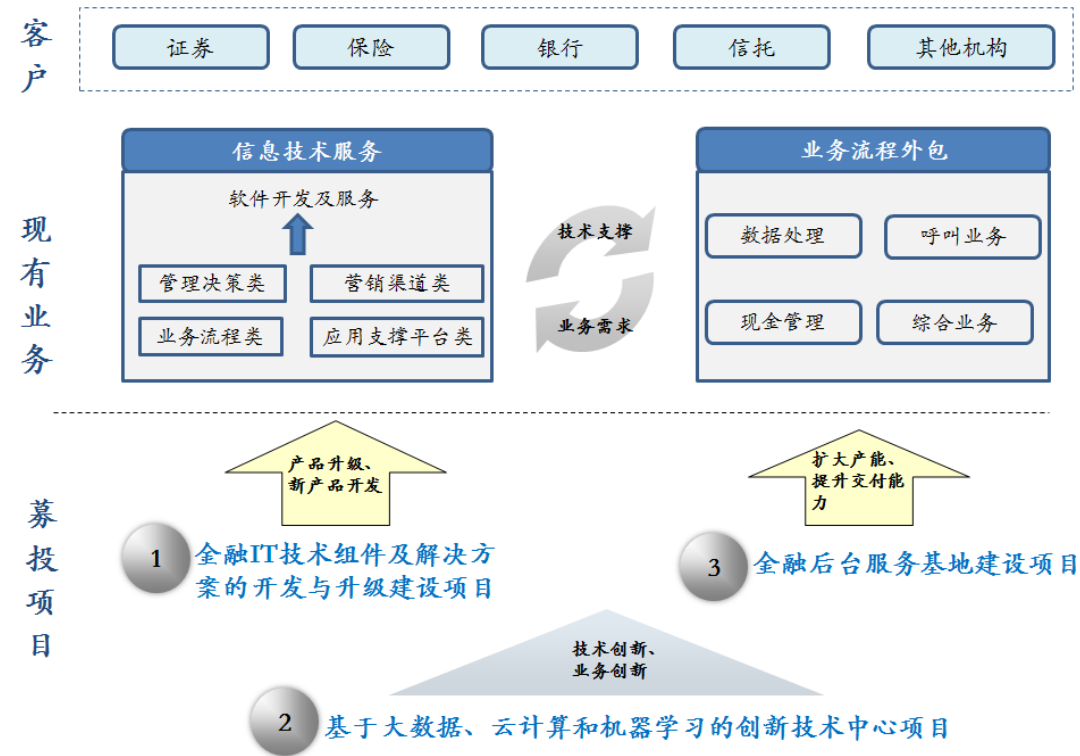 客户
证券
保险
银行
信托
其他机构
现有业务
信息技术服务
软件开发及服务
管理决策类
营销渠道类
业务流程类
应用支撑平台类
技术支撑
业务需求
业务流程外包
数据处理
呼叫业务
现金管理
综合业务
募投项目
产品升级、
新产品开发
扩大产能、
提升交付能
力
1
金融IT技术组件及解决方
案的开发与升级建设项目
3
金融后台服务基地建设项目
技术创新、
业务创新
2
基于大数据、云计算和机器学习的创新技术中心项目